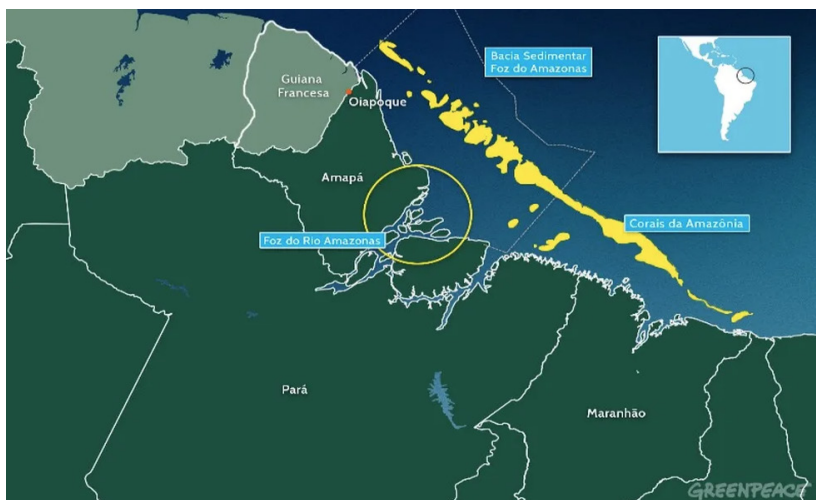 Bacia Sedimentar
Foz do Amazonas
Guiana
Francesa
Oiapoque
Amapá
Corais da Amazônia
Foz do Rio Amazonas
Pará
Maranhão
GREENPEACE